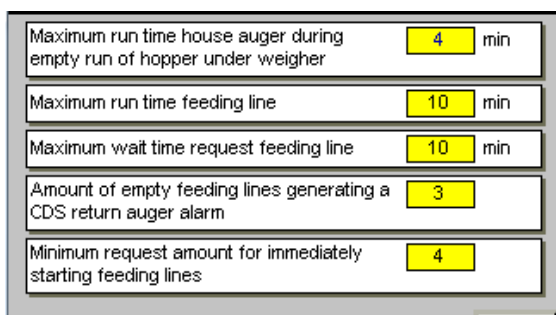 Maximum run time house auger during 4 min
empty run of hopper under weigher
Maximum run time feeding line 10 min
Maximum wait time request feeding line 10 min
Amount of empty feeding lines generating a 3
CDS return auger alarm
Minimum request amount for immediately 4
starting feeding lines